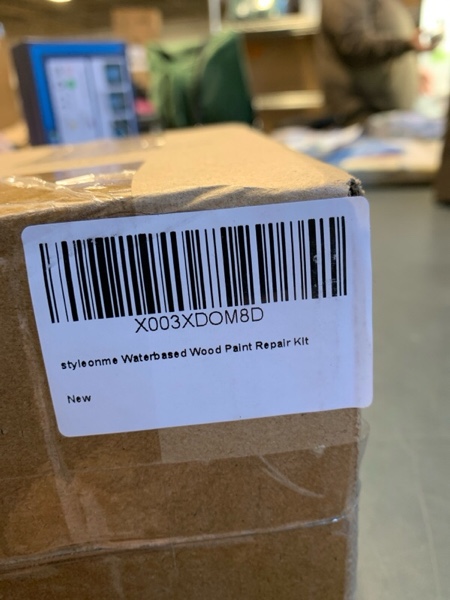 X003XDOM8D
styleonme Waterbased Wood Paint Repair Kit
New